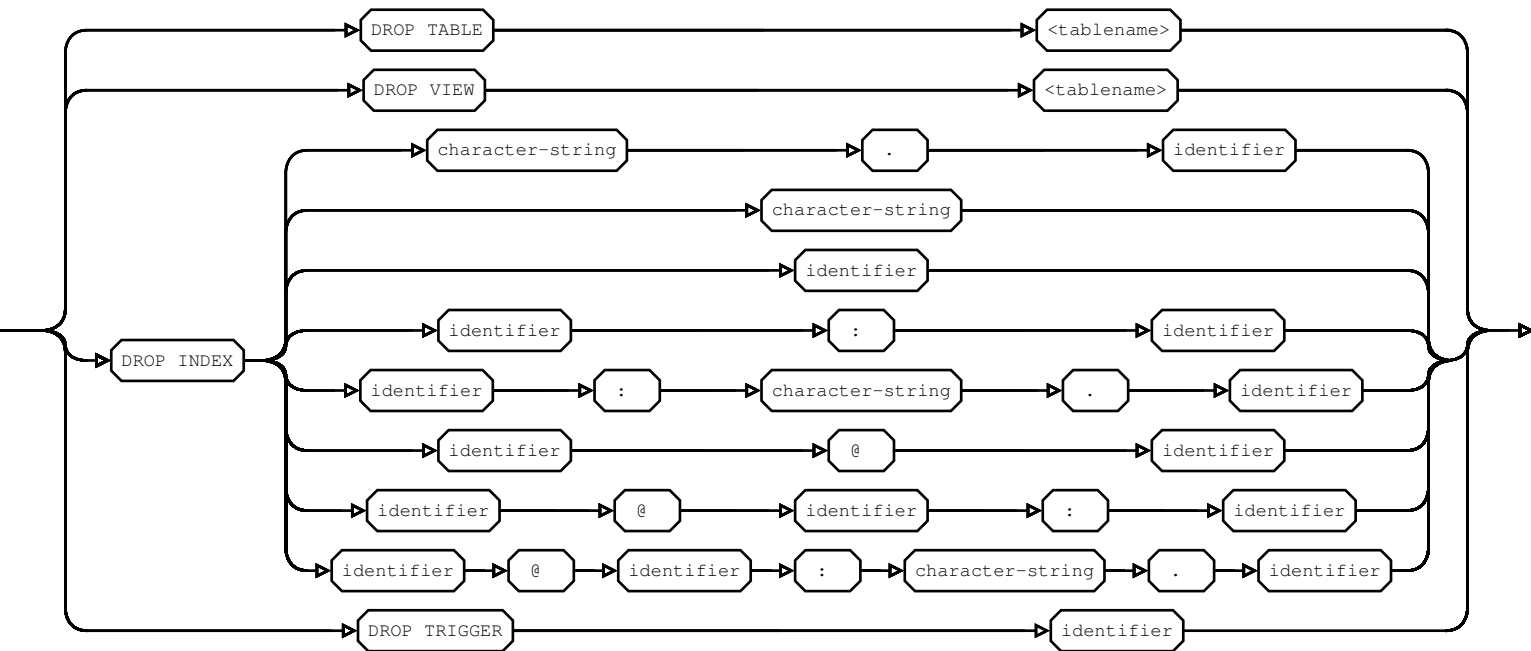 DROP TABLE <tablename>
DROP VIEW <tablename>
character-string . identifier
character-string
identifier
identifier : identifier
DROP INDEX
identifier : character-string . identifier
identifier @ identifier
identifier @ identifier : identifier
identifier @ identifier : character-string . identifier
DROP TRIGGER identifier